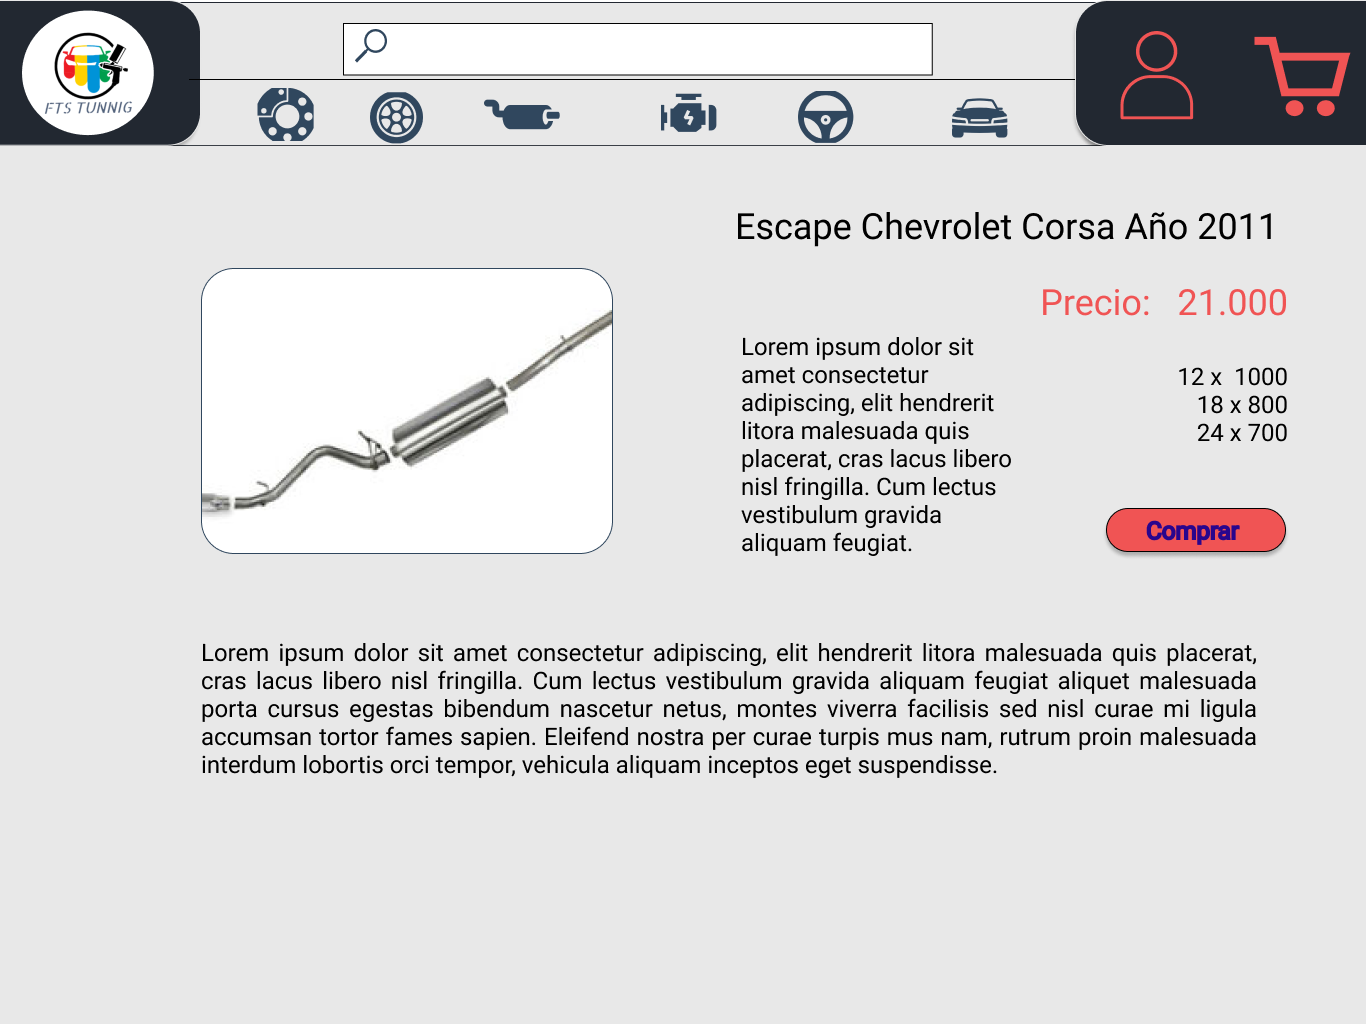 FTS TUNNIG
Escape Chevrolet Corsa Año 2011
Precio: 21.000
Lorem ipsum dolor sit
amet consectetur
adipiscing, elit hendrerit
litora malesuada quis
placerat, cras lacus libero
nisl fringilla. Cum lectus
vestibulum gravida
aliquam feugiat.
12 x 1000
18 x 800
24 x 700
Comprar
Lorem ipsum dolor sit amet consectetur adipiscing, elit hendrerit litora malesuada quis placerat,
cras lacus libero nisl fringilla. Cum lectus vestibulum gravida aliquam feugiat aliquet malesuada
porta cursus egestas bibendum nascetur netus, montes viverra facilisis sed nisl curae mi ligula
accumsan tortor fames sapien. Eleifend nostra per curae turpis mus nam, rutrum proin malesuada
interdum lobortis orci tempor, vehicula aliquam inceptos eget suspendisse.